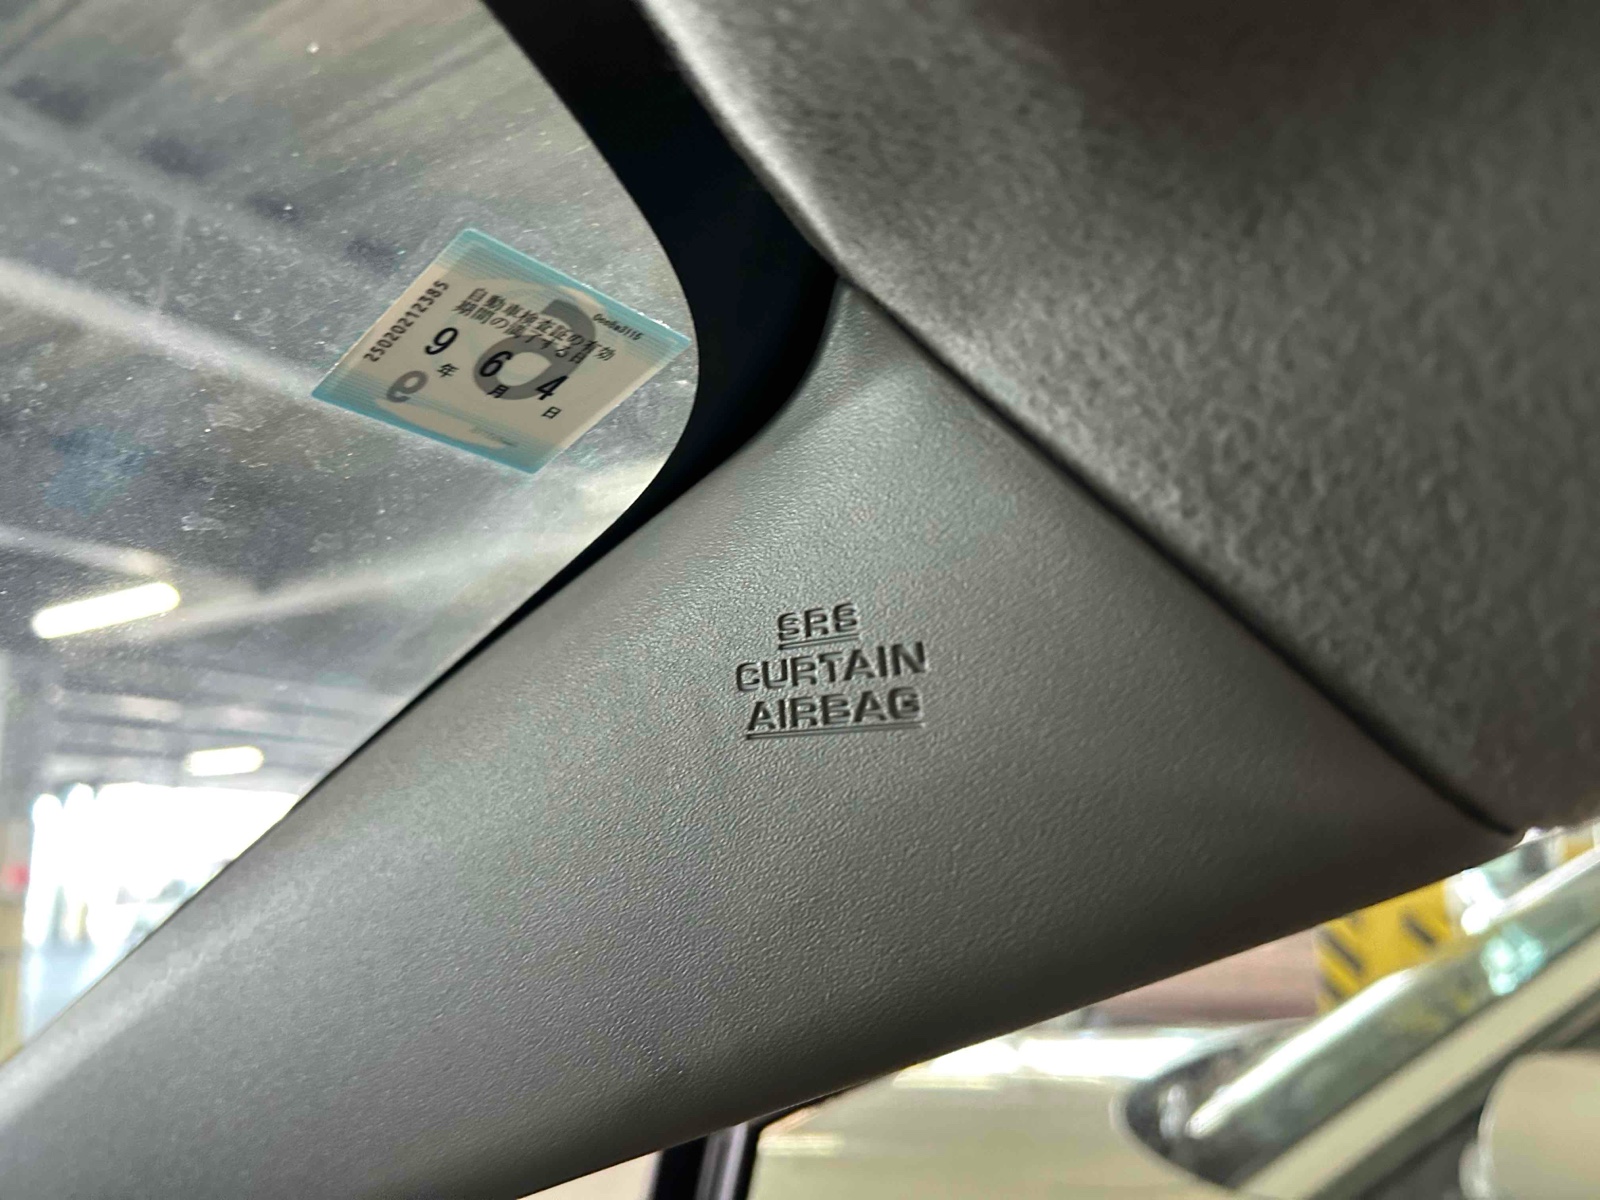 25020212385
自動車検査証の有効
期間の満了する日
9年 6月 4日
SRS
CURTAIN
AIRBAG